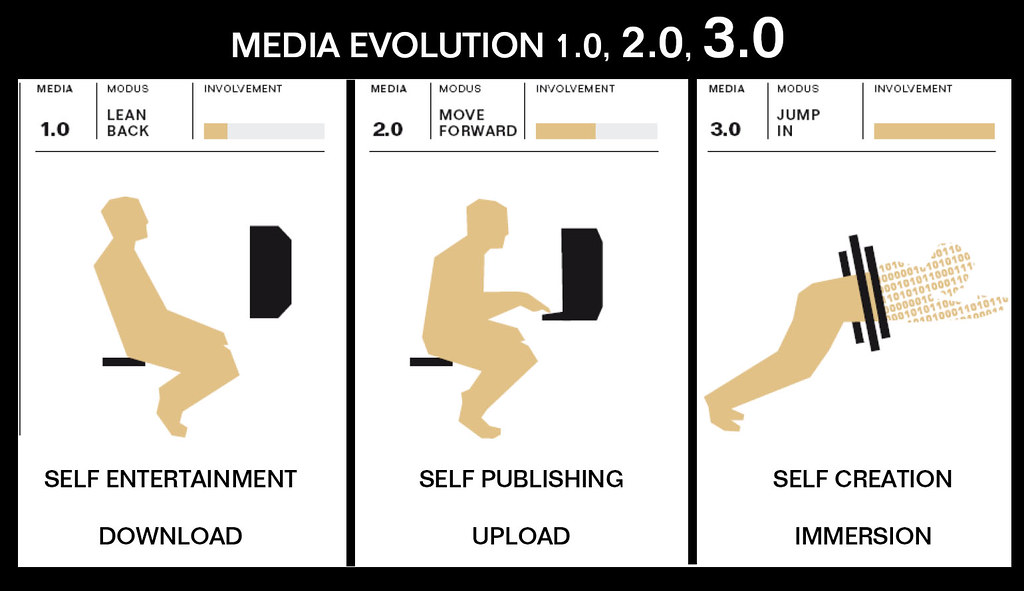 MEDIA EVOLUTION 1.0, 2.0, 3.0
MEDIA MODUS INVOLVEMENT
1.0 LEAN
BACK
SELF ENTERTAINMENT
DOWNLOAD
MEDIA MODUS INVOLVEMENT
2.0 MOVE
FORWARD
SELF PUBLISHING
UPLOAD
MEDIA MODUS INVOLVEMENT
3.0 JUMP
IN
SELF CREATION
IMMERSION